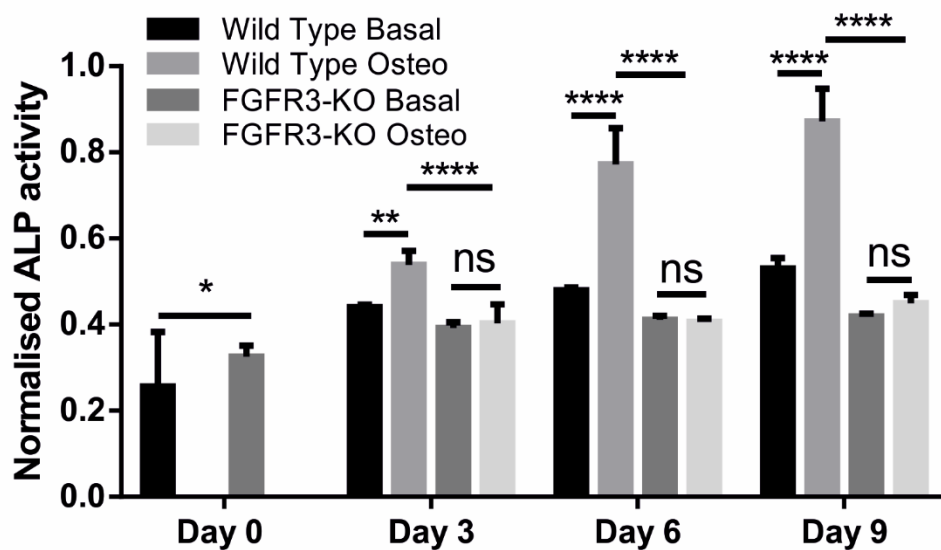 Wild Type Basal
Wild Type Osteo
FGFR3-KO Basal
FGFR3-KO Osteo
Normalised ALP activity
1.0
0.8
0.6
0.4
0.2
0.0
*
**
****
ns
****
****
ns
****
****
ns
Day 0
Day 3
Day 6
Day 9